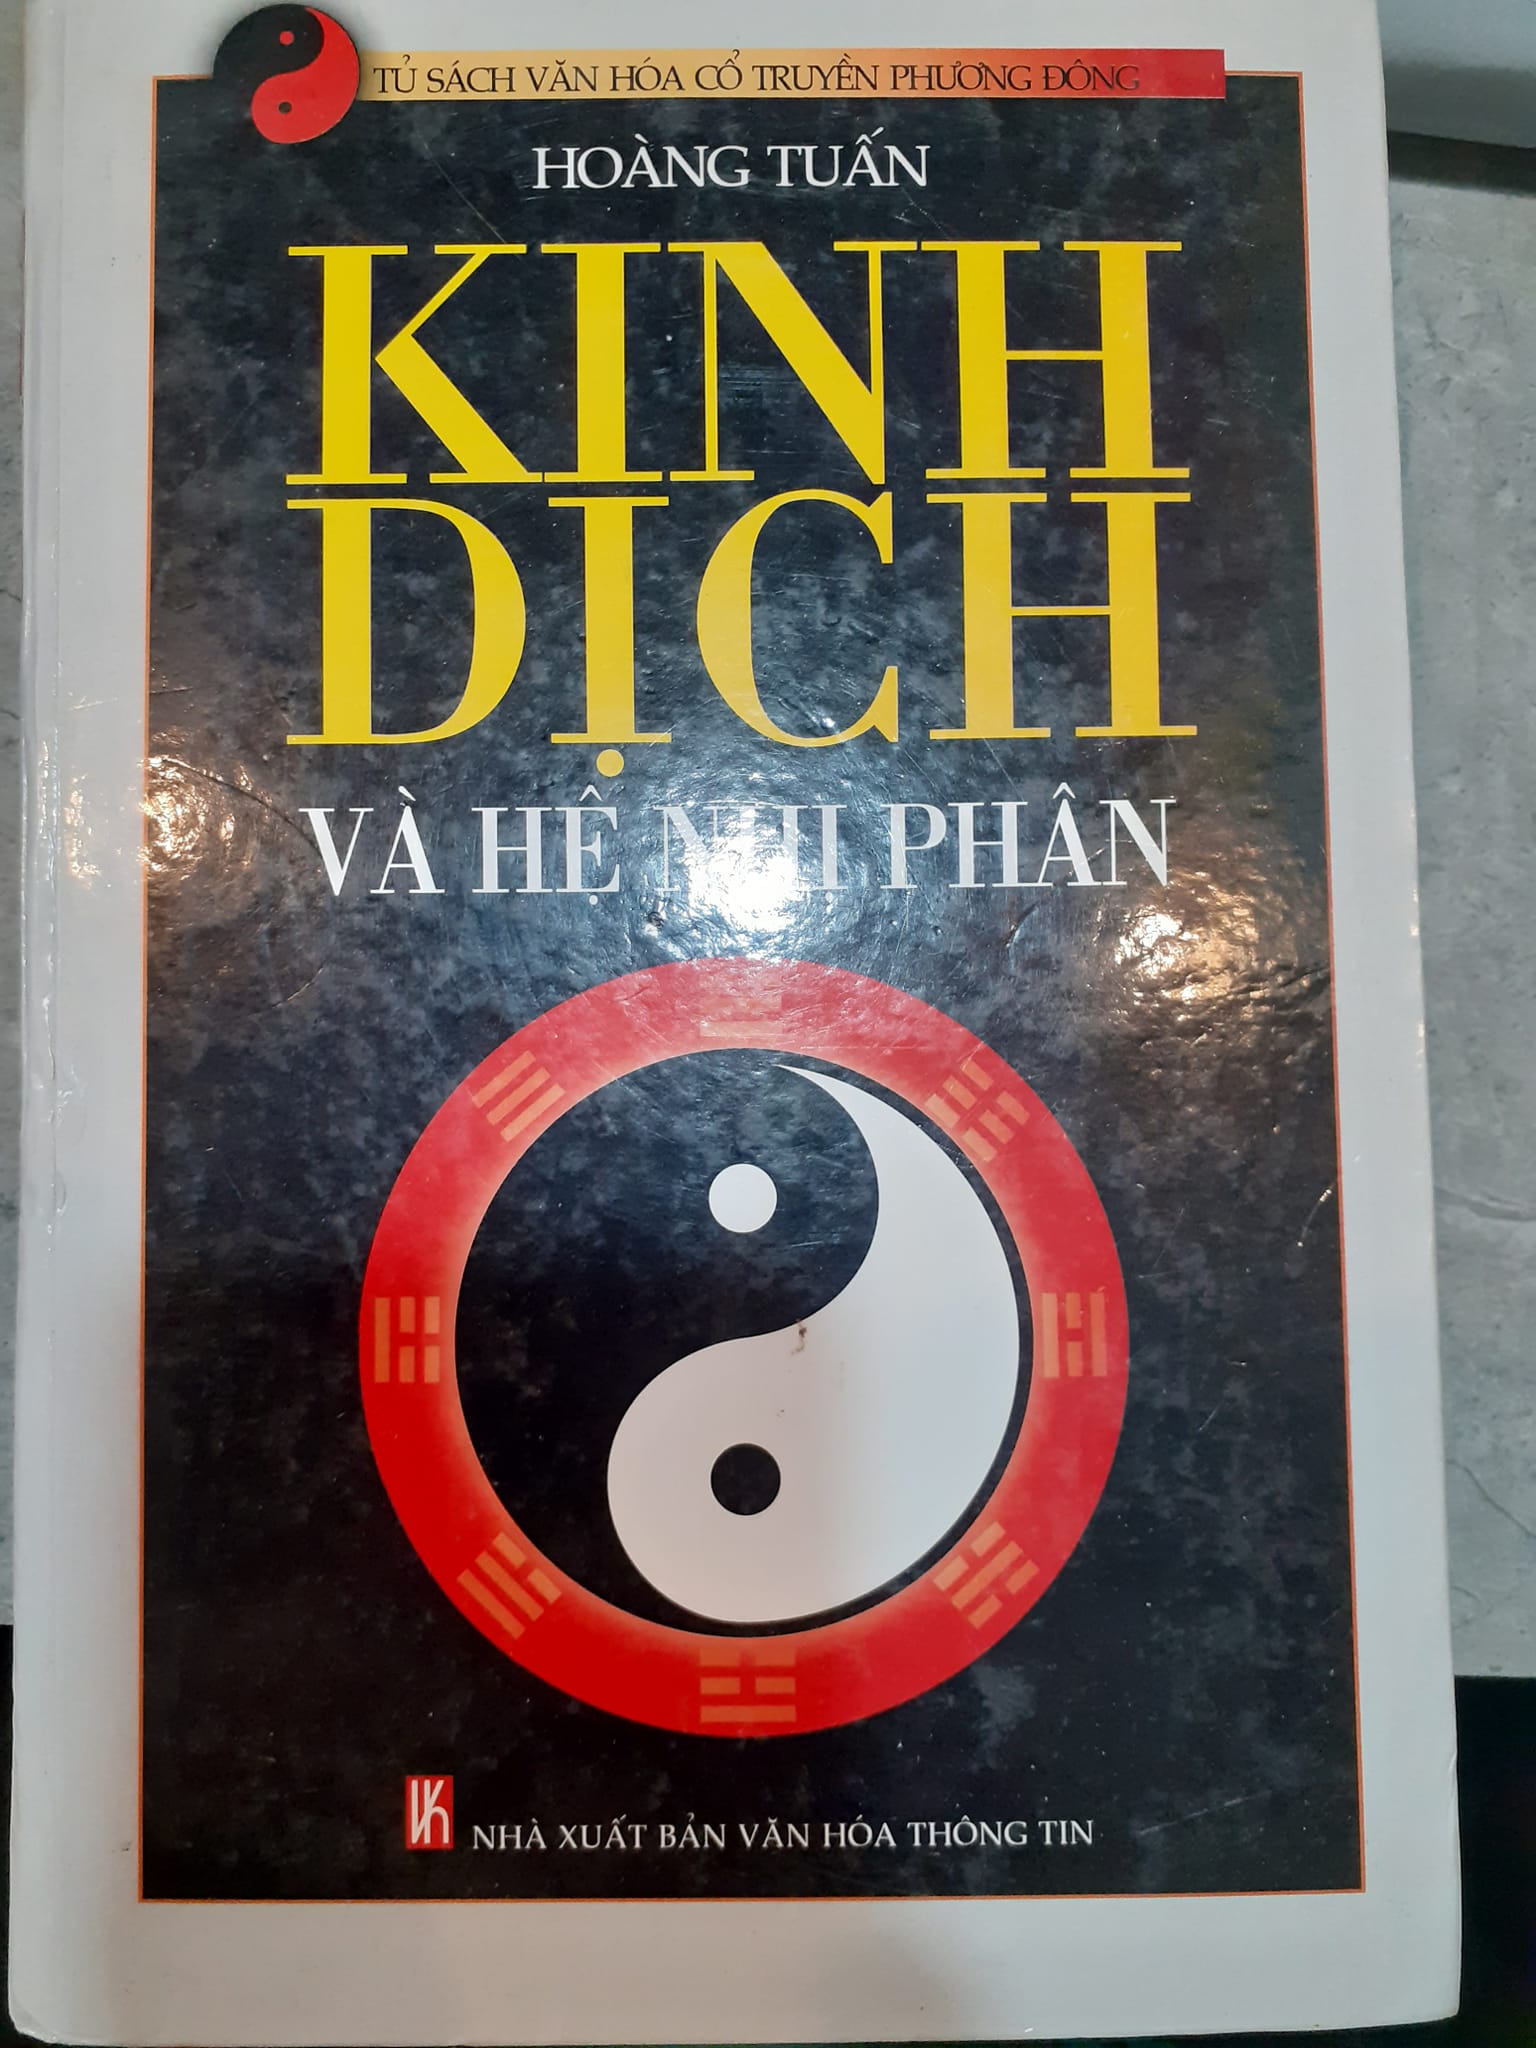 TỦ SÁCH VĂN HÓA CỔ TRUYỀN PHƯƠNG ĐÔNG
HOÀNG TUẤN
KINH
DỊCH
VÀ HỆ NHỊ PHÂN
NHÀ XUẤT BẢN VĂN HÓA THÔNG TIN